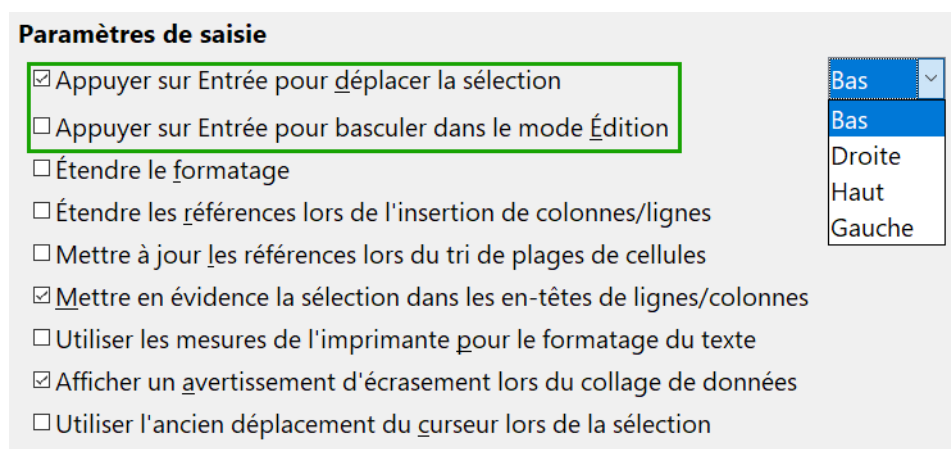 Paramètres de saisie
Appuyer sur Entrée pour déplacer la sélection Bas
Appuyer sur Entrée pour basculer dans le mode Édition Bas
Droite
Étendre le formatage
Haut
Étendre les références lors de l'insertion de colonnes/lignes
Gauche
Mettre à jour les références lors du tri de plages de cellules
Mettre en évidence la sélection dans les en-têtes de lignes/colonnes
Utiliser les mesures de l'imprimante pour le formatage du texte
Afficher un avertissement d'écrasement lors du collage de données
Utiliser l'ancien déplacement du curseur lors de la sélection